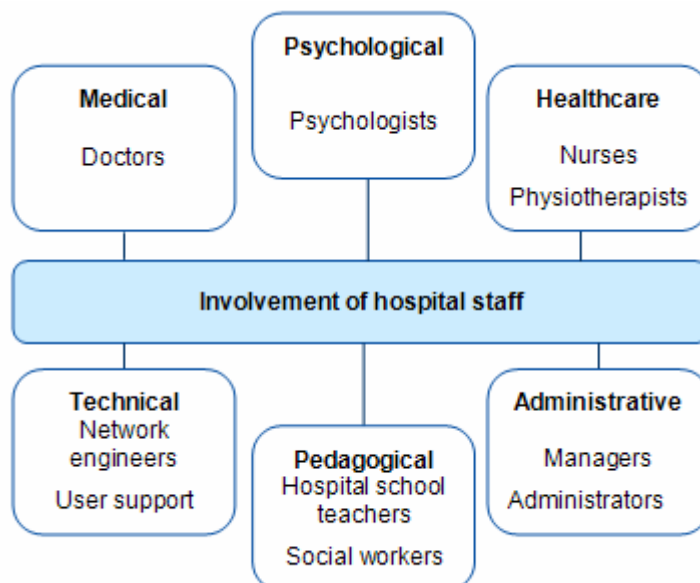 Psychological
Psychologists
Medical
Doctors
Healthcare
Nurses
Physiotherapists
Involvement of hospital staff
Technical
Network
engineers
User support
Pedagogical
Hospital school
teachers
Social workers
Administrative
Managers
Administrators